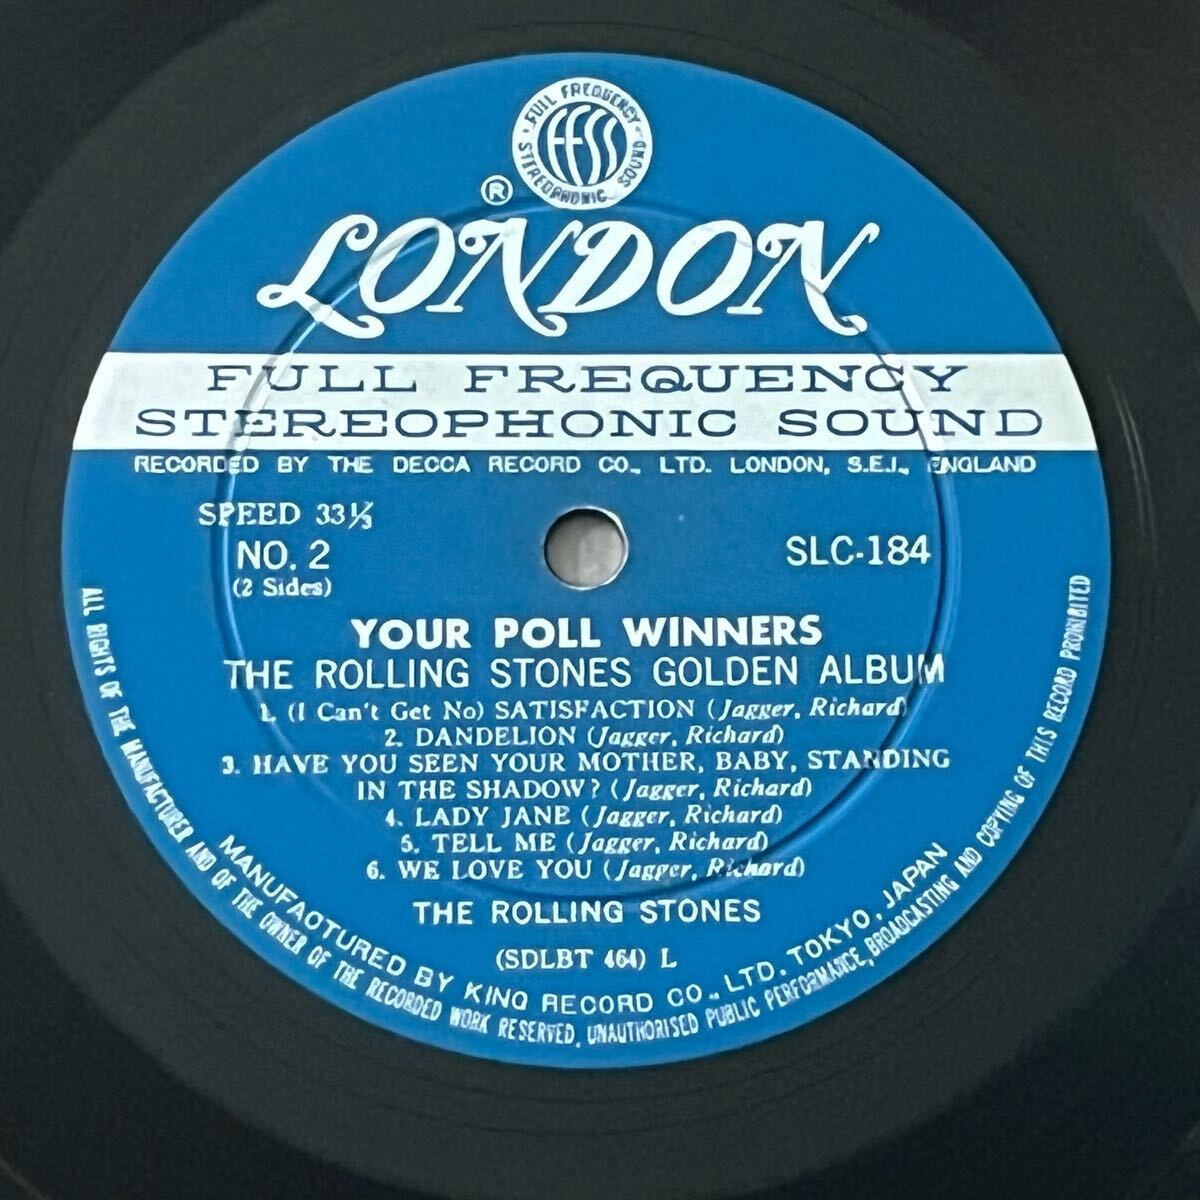 FULL FREQUENCY
STEREOPHONIC SOUND
FFSS
®
LONDON
FULL FREQUENCY
STEREOPHONIC SOUND
RECORDED BY THE DECCA RECORD CO., LTD. LONDON, S.E.I., ENGLAND
SPEED 33⅓
NO. 2
(2 Sides)
SLC-184
YOUR POLL WINNERS
THE ROLLING STONES GOLDEN ALBUM
1. (I Can't Get No) SATISFACTION (Jagger, Richard)
2. DANDELION (Jagger, Richard)
3. HAVE YOU SEEN YOUR MOTHER, BABY, STANDING
IN THE SHADOW? (Jagger, Richard)
4. LADY JANE (Jagger, Richard)
5. TELL ME (Jagger, Richard)
6. WE LOVE YOU (Jagger, Richard)
THE ROLLING STONES
(SDLBT 464) L
MANUFACTURED BY KING RECORD CO., LTD. TOKYO, JAPAN
ALL RIGHTS OF THE MANUFACTURER AND OF THE OWNER OF THE RECORDED WORK RESERVED. UNAUTHORISED PUBLIC PERFORMANCE, BROADCASTING AND COPYING OF THIS RECORD PROHIBITED